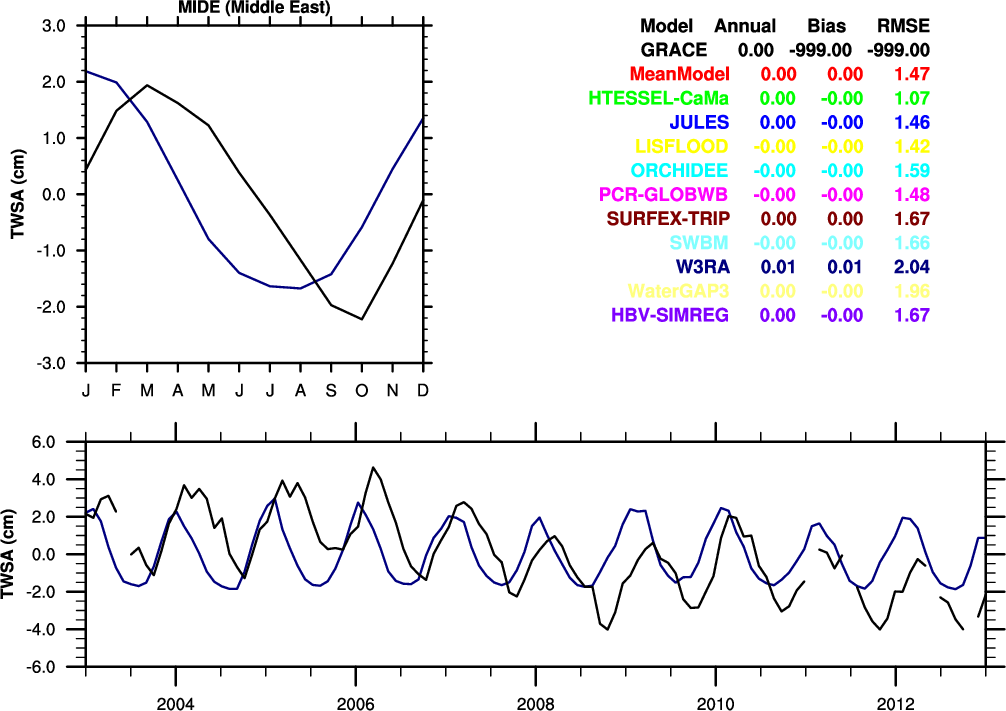 MIDE (Middle East)
3.0
2.0
1.0
0.0
-1.0
-2.0
-3.0
TWSA (cm)
J F M A M J J A S O N D
Model Annual Bias RMSE
GRACE 0.00 -999.00 -999.00
MeanModel 0.00 0.00 1.47
HTESSEL-CaMa 0.00 -0.00 1.07
JULES 0.00 -0.00 1.46
LISFLOOD -0.00 -0.00 1.42
ORCHIDEE -0.00 -0.00 1.59
PCR-GLOBWB -0.00 -0.00 1.48
SURFEX-TRIP 0.00 0.00 1.67
SWBM -0.00 -0.00 1.66
W3RA 0.01 0.01 2.04
WaterGAP3 0.00 -0.00 1.96
HBV-SIMREG 0.00 -0.00 1.67
6.0
4.0
2.0
0.0
-2.0
-4.0
-6.0
TWSA (cm)
2004 2006 2008 2010 2012